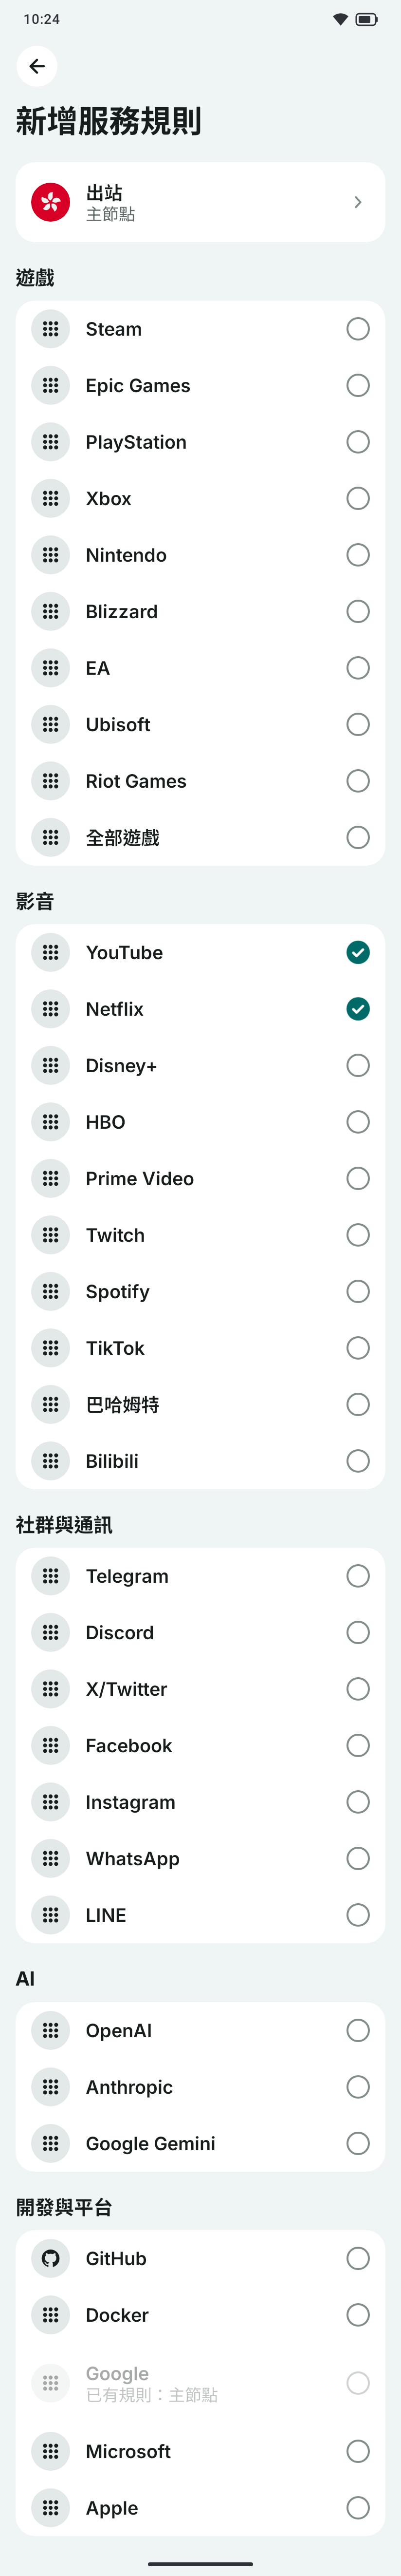 10:24
新增服務規則
出站
主節點
遊戲
Steam
Epic Games
PlayStation
Xbox
Nintendo
Blizzard
EA
Ubisoft
Riot Games
全部遊戲
影音
YouTube
Netflix
Disney+
HBO
Prime Video
Twitch
Spotify
TikTok
巴哈姆特
Bilibili
社群與通訊
Telegram
Discord
X/Twitter
Facebook
Instagram
WhatsApp
LINE
AI
OpenAI
Anthropic
Google Gemini
開發與平台
GitHub
Docker
Google
已有規則：主節點
Microsoft
Apple